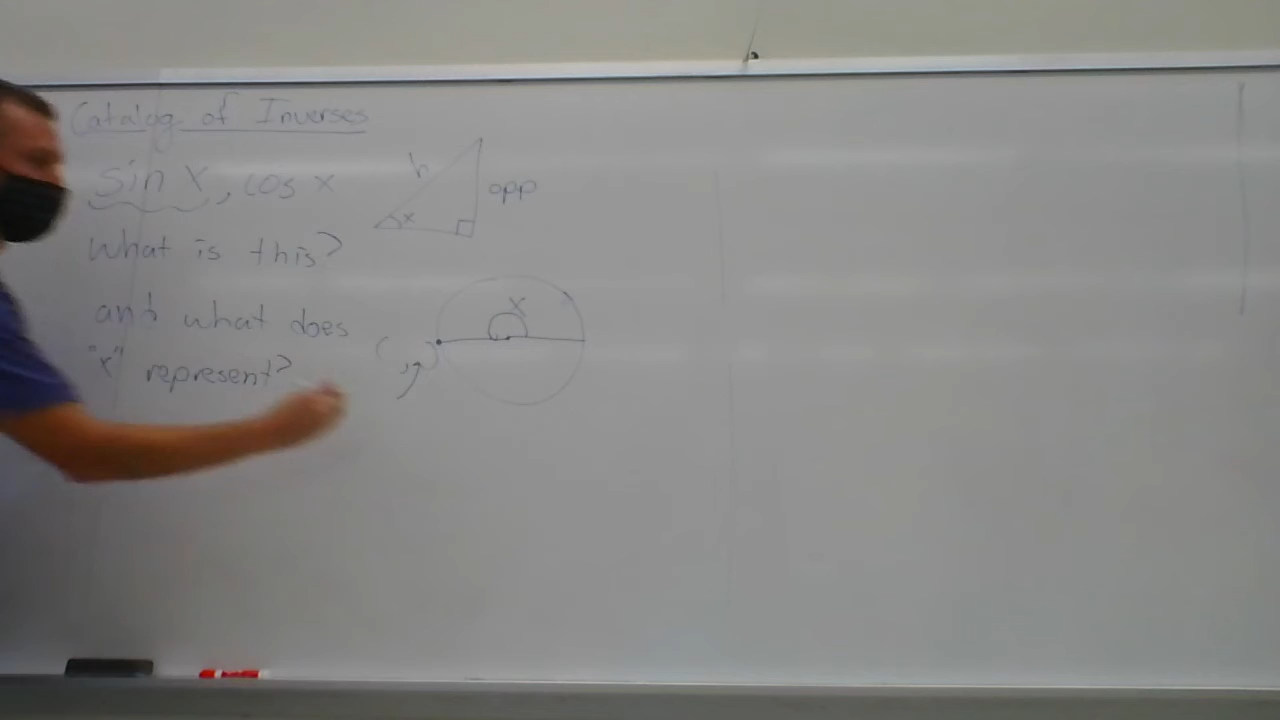 Catalog of Inverses
sin x, cos x
What is this?
and what does
"x" represent?
h
x
opp
x
( , )